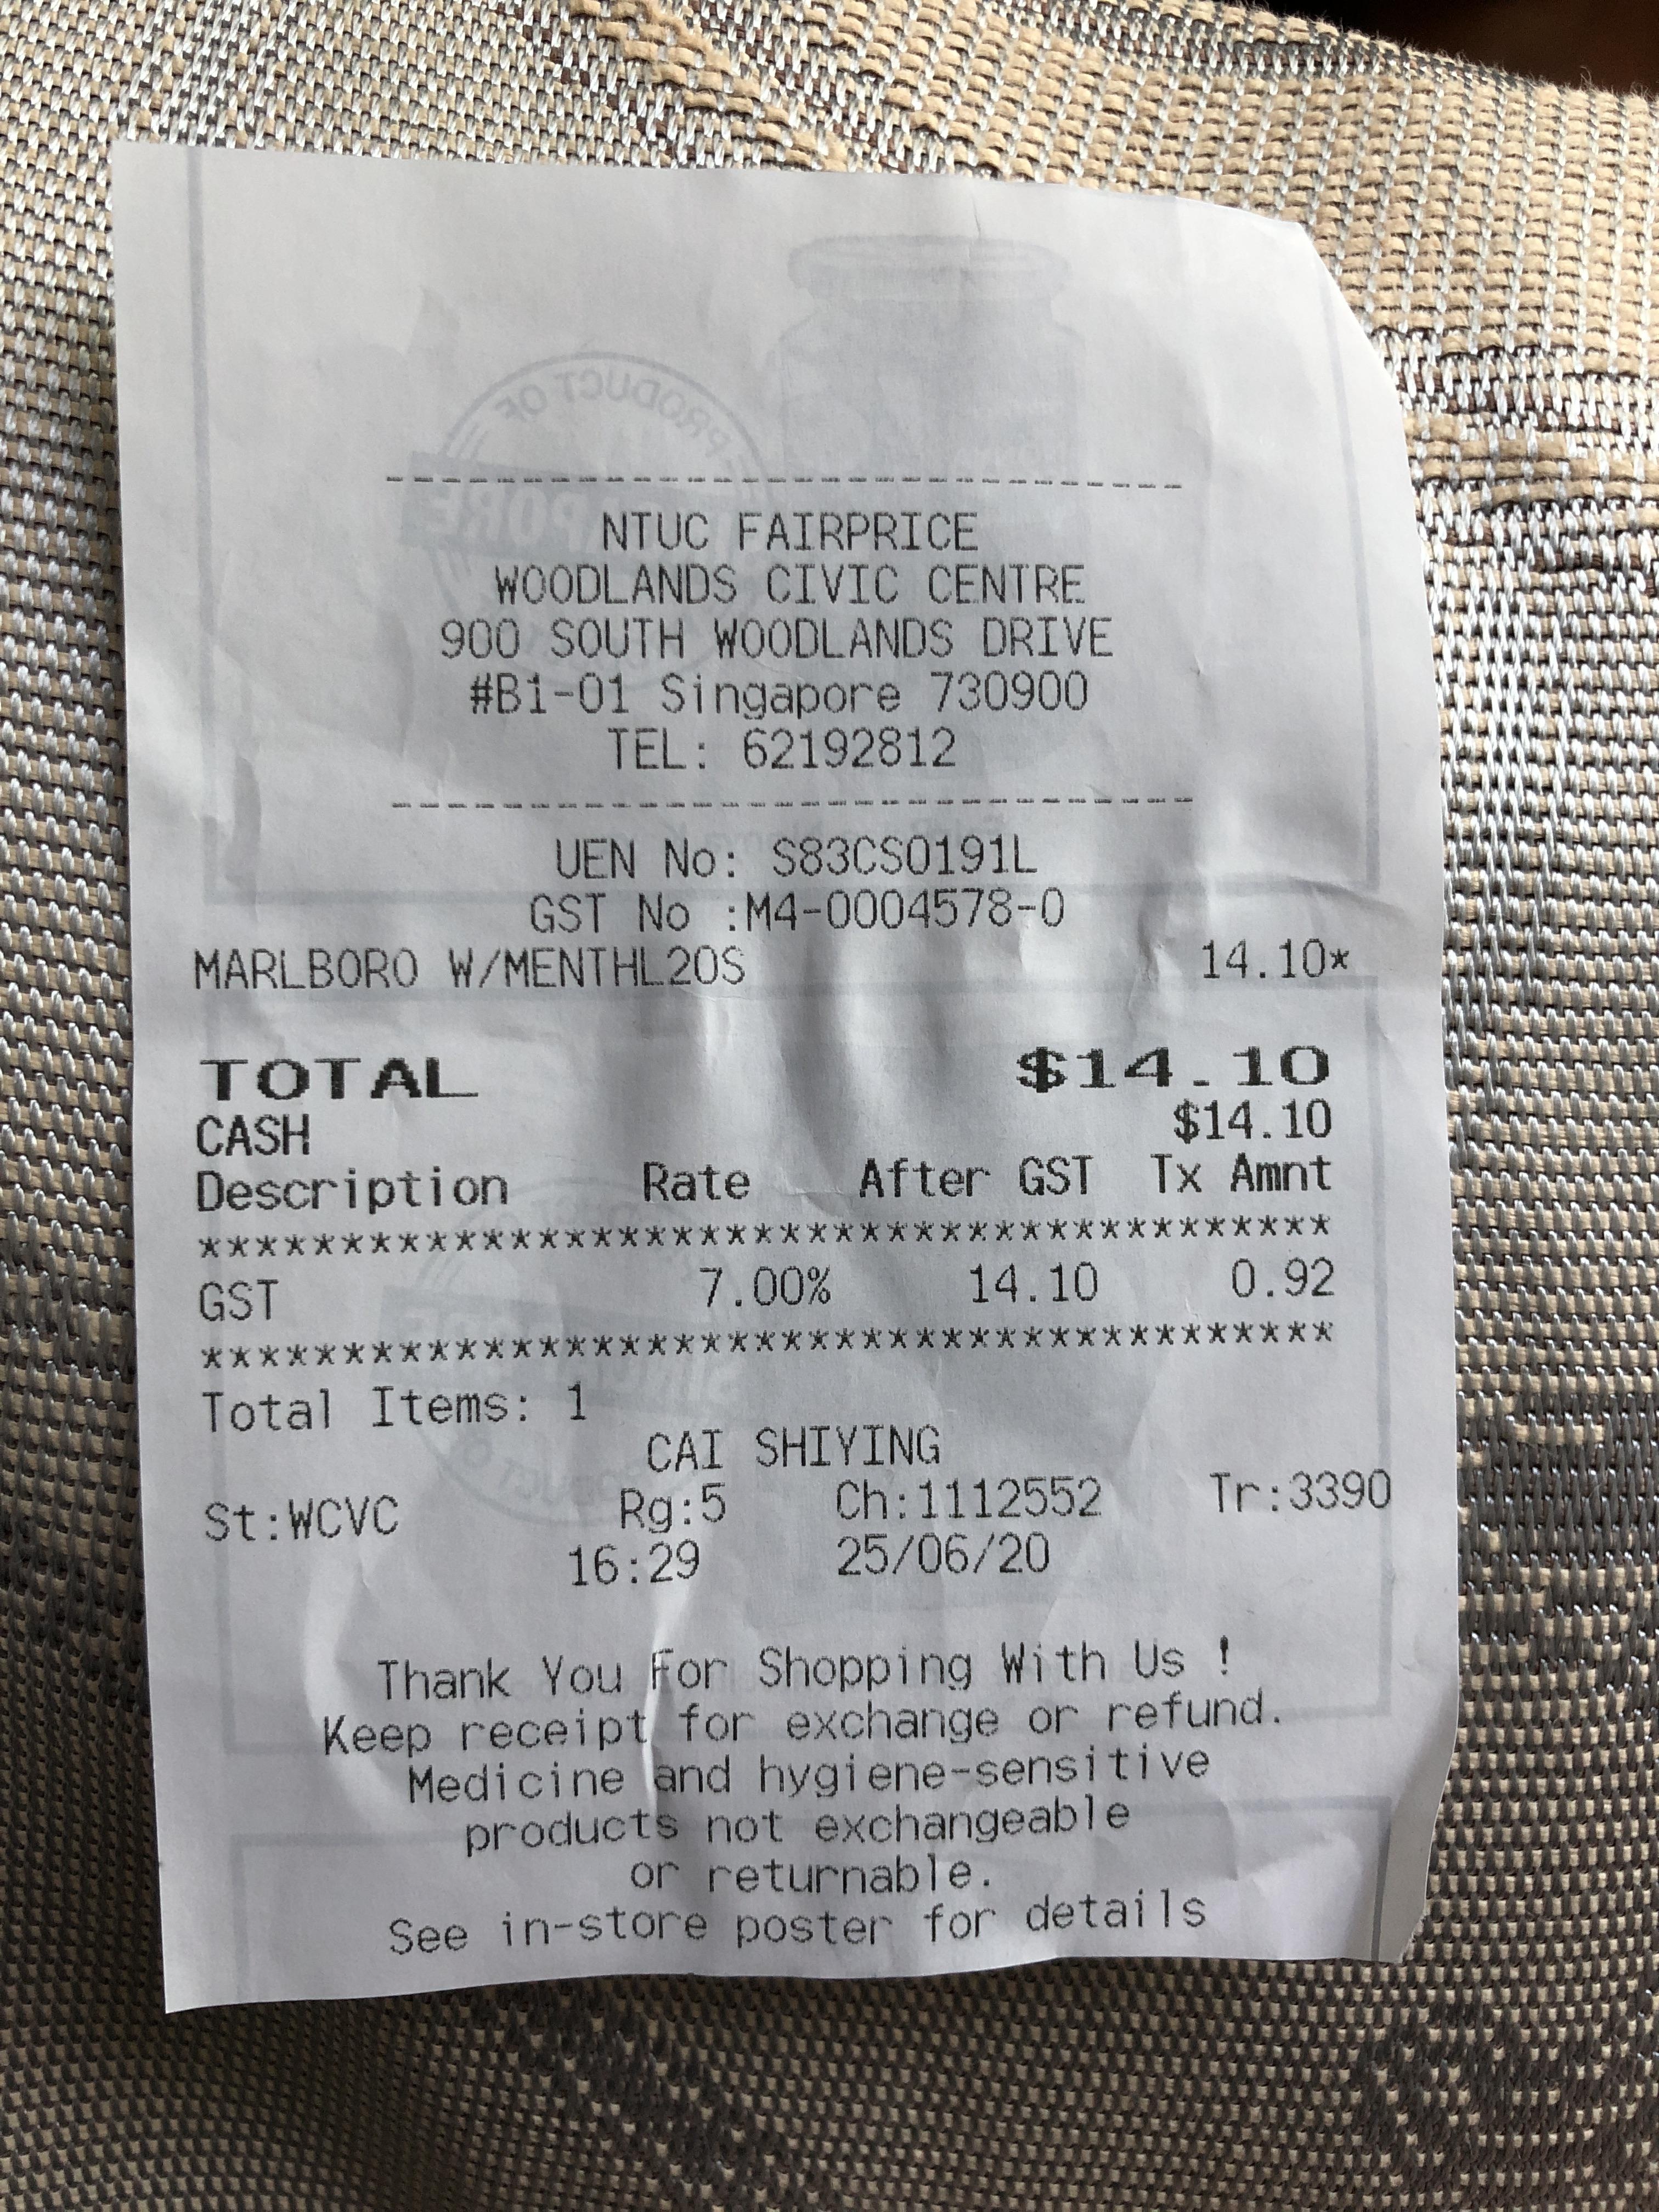 --------------------------------
NTUC FAIRPRICE
WOODLANDS CIVIC CENTRE
900 SOUTH WOODLANDS DRIVE
#B1-01 Singapore 730900
TEL: 62192812
--------------------------------
UEN No: S83CS0191L
GST No :M4-0004578-0
MARLBORO W/MENTHL20S 14.10*
TOTAL $14.10
CASH $14.10
Description Rate After GST Tx Amnt
******************************************
GST 7.00% 14.10 0.92
******************************************
Total Items: 1
CAI SHIYING
St:WCVC Rg:5 Ch:1112552 Tr:3390
16:29 25/06/20
Thank You For Shopping With Us !
Keep receipt for exchange or refund.
Medicine and hygiene-sensitive
products not exchangeable
or returnable.
See in-store poster for details